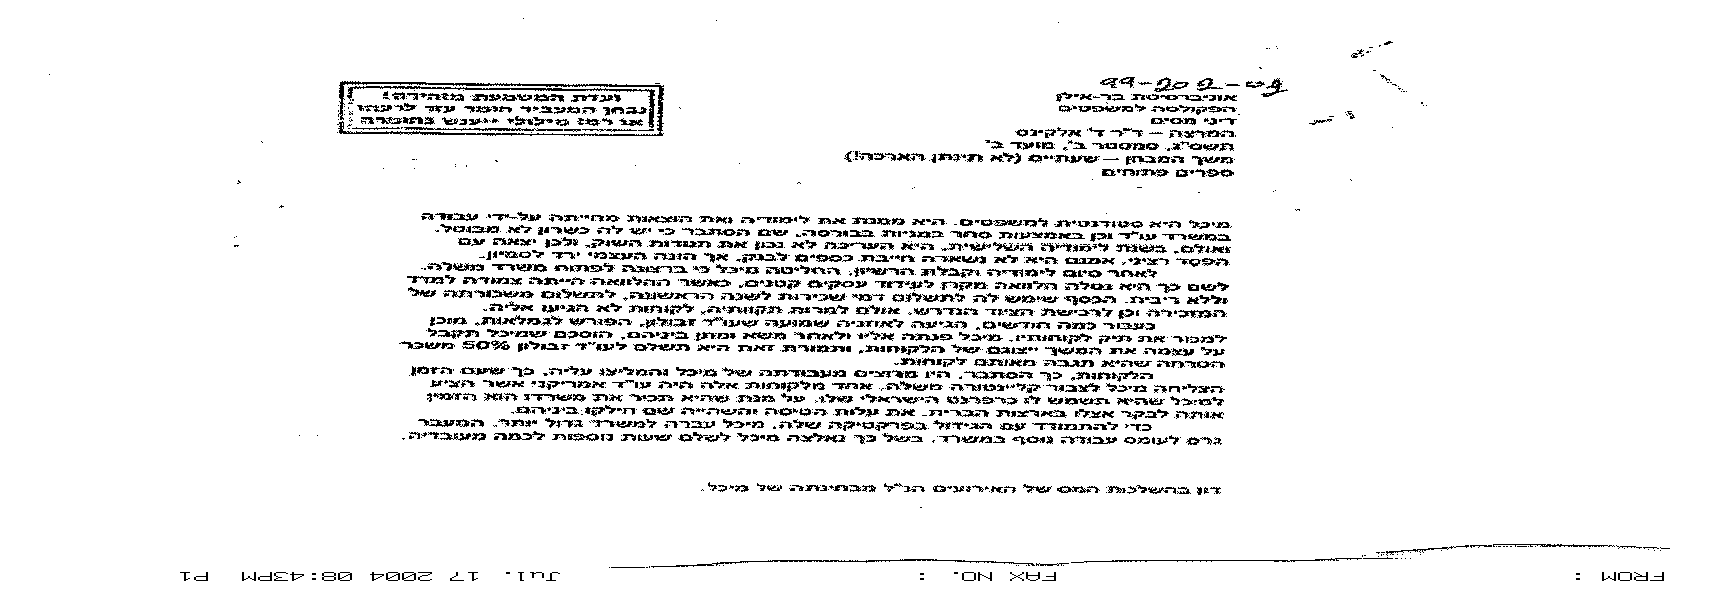 99-202-09
אוניברסיטת בר-אילן
הפקולטה למשפטים
דיני מסים
המרצה – ד"ר ד' אלקינס
תשס"ג, סמסטר ב', מועד ב'
משך המבחן – שעתיים (לא תינתן הארכה!)
ספרים פתוחים
ועדת המשמעת מזהירה!
נבחן המעביר חומר עזר לרעהו
או רמז מילולי ייענש בחומרה
מיכל היא סטודנטית למשפטים. היא מממנת את לימודיה ואת הוצאות מחייתה על-ידי עבודה
במשרד עו"ד וכן באמצעות סחר במניות בבורסה, שם הסתבר כי יש לה כשרון לא מבוטל.
ואולם, בשנת לימודיה השלישית, היא העריכה לא נכון את תנודות השוק, ולכן יצאה עם
הפסד רציני. אמנם היא לא נשארה חייבת כספים לבנק, אך הונה העצמי ירד לטמיון.
לאחר סיום לימודיה וקבלת הרשיון, החליטה מיכל כי ברצונה לפתוח משרד משלה.
לשם כך היא נטלה הלוואה מקרן לעידוד עסקים קטנים, כאשר ההלוואה הייתה צמודה למדד
וללא ריבית. הכסף שימש לה לתשלום דמי שכירות לשנה הראשונה, לתשלום משכורתה של
המזכירה וכן לרכישת הציוד הנדרש. אולם למרות תקוותיה, לקוחות לא הגיעו אליה.
כעבור כמה חודשים, הגיעה לאוזניה שמועה שעו"ד זבולון, הפורש לגמלאות, מוכן
למכור את תיק לקוחותיו. מיכל פנתה אליו ולאחר משא ומתן ביניהם, הוסכם שמיכל תקבל
על עצמה את המשך ייצוגם של הלקוחות, ותמורת זאת היא תשלם לעו"ד זבולון 50% משכר
הטרחה שהיא תגבה מאותם לקוחות.
הלקוחות, כך הסתבר, היו מרוצים מעבודתה של מיכל והמליצו עליה, כך שעם הזמן
הצליחה מיכל לצבור קליינטורה משלה. אחד מלקוחות אלה היה עו"ד אמריקני אשר הציע
למיכל שהיא תשמש לו כרפרנט הישראלי שלו. על מנת שהיא תכיר את משרדו הוא הזמין
אותה לבקר אצלו בארצות הברית. את עלות הטיסה והשהייה שם חילקו ביניהם.
כדי להתמודד עם הגידול בפרקטיקה שלה, מיכל עברה למשרד גדול יותר. המעבר
גרם לעומס עבודה נוסף במשרד. בשל כך נאלצה מיכל לשלם שעות נוספות לכמה מעובדיה.
דון בהשלכות המס של האירועים הנ"ל מבחינתה של מיכל.
FROM :
FAX NO. :
Jul. 17 2004 08:43PM P1